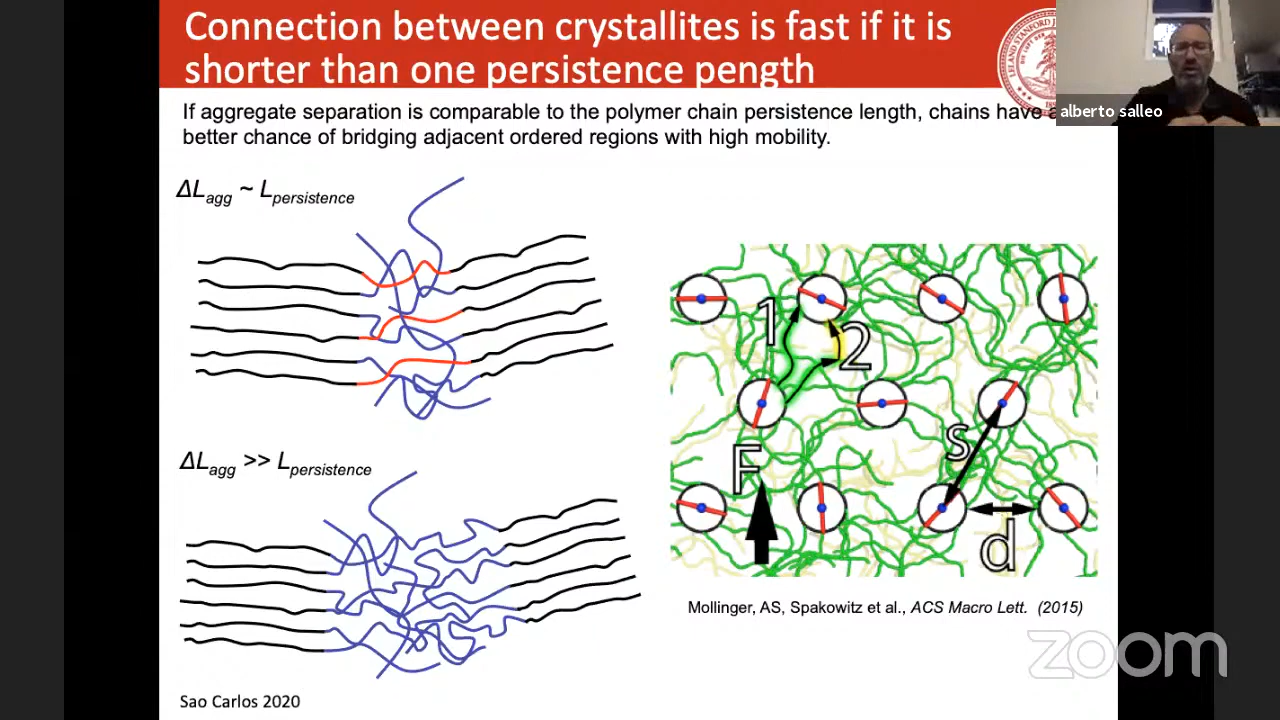 Connection between crystallites is fast if it is
shorter than one persistence pength
If aggregate separation is comparable to the polymer chain persistence length, chains have a
better chance of bridging adjacent ordered regions with high mobility.
alberto salleo
ΔLagg ~ Lpersistence
ΔLagg >> Lpersistence
1
2
F
s
d
Mollinger, AS, Spakowitz et al., ACS Macro Lett. (2015)
zoom
Sao Carlos 2020